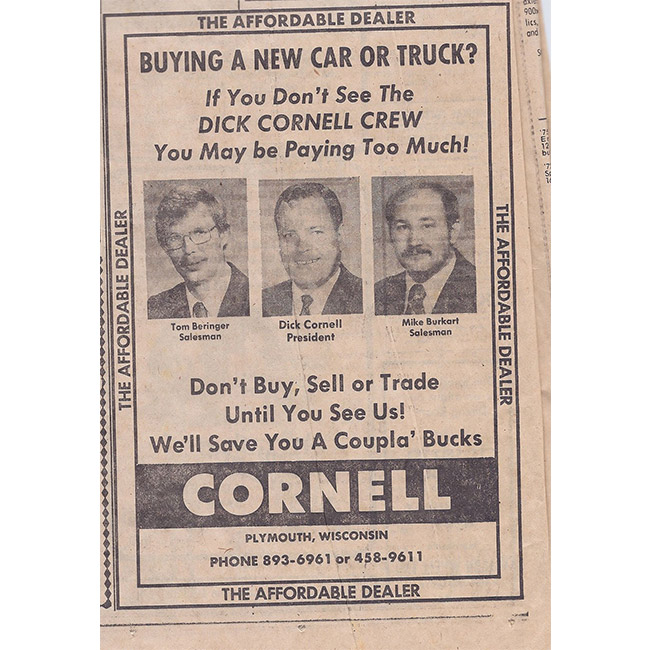 THE AFFORDABLE DEALER
BUYING A NEW CAR OR TRUCK?
If You Don't See The
DICK CORNELL CREW
You May be Paying Too Much!
THE AFFORDABLE DEALER
THE AFFORDABLE DEALER
Tom Beringer
Salesman
Dick Cornell
President
Mike Burkart
Salesman
Don't Buy, Sell or Trade
Until You See Us!
We'll Save You A Coupla' Bucks
CORNELL
PLYMOUTH, WISCONSIN
PHONE 893-6961 or 458-9611
THE AFFORDABLE DEALER